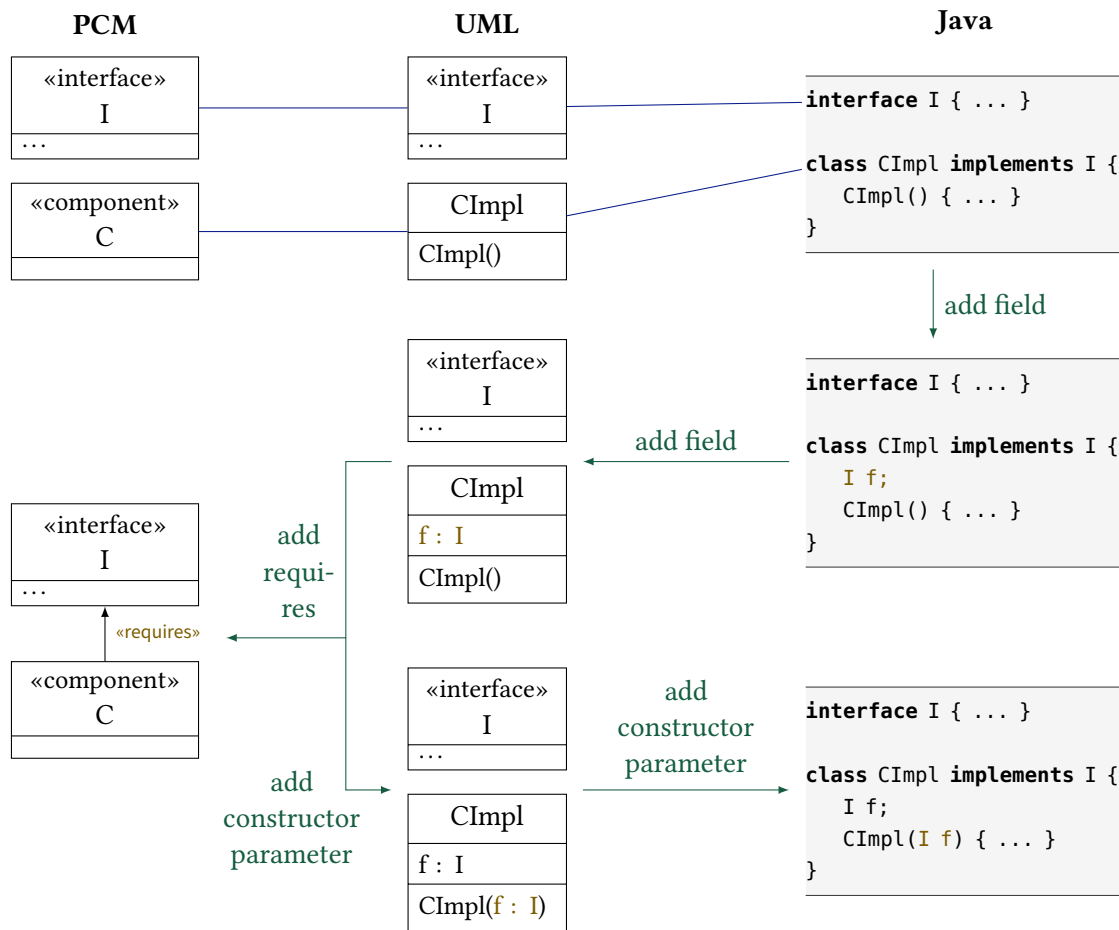 PCM
UML
Java
«interface»
I
...
«interface»
I
...
interface I { ... }
class CImpl implements I {
CImpl() { ... }
}
«component»
C
CImpl
CImpl()
add field
«interface»
I
...
interface I { ... }
class CImpl implements I {
I f;
CImpl() { ... }
}
add field
CImpl
f : I
CImpl()
«interface»
I
...
add
requi-
res
«requires»
«component»
C
«interface»
I
...
add
constructor
parameter
interface I { ... }
class CImpl implements I {
I f;
CImpl(I f) { ... }
}
add
constructor
parameter
CImpl
f : I
CImpl(f : I)